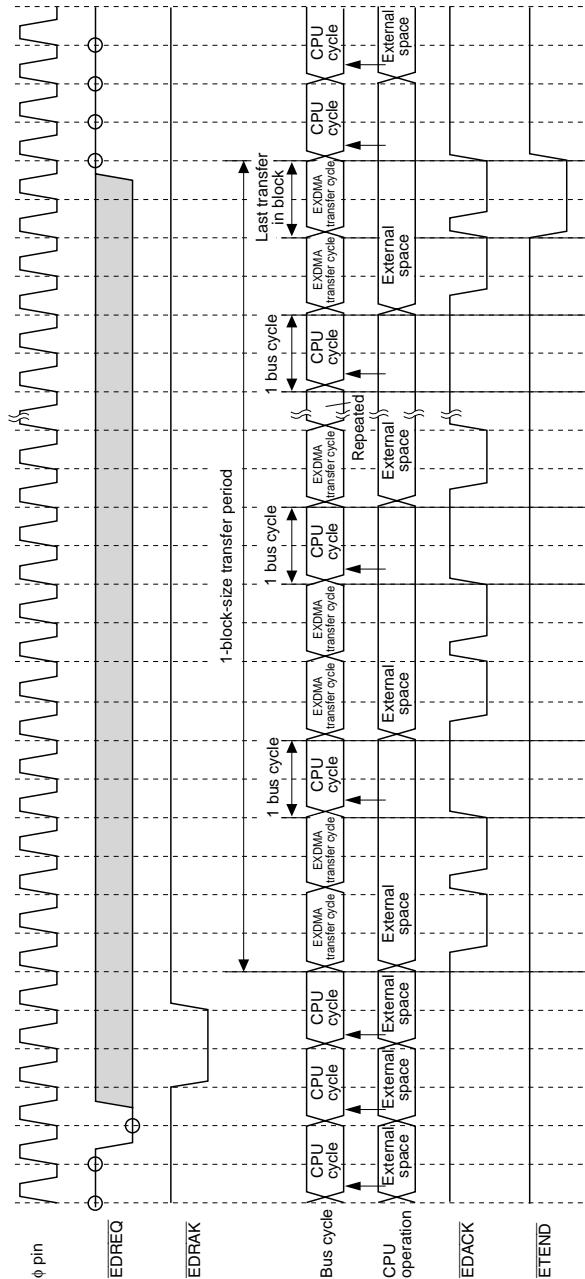 φ pin
EDREQ
EDRAK
1-block-size transfer period
Last transfer
in block
1 bus cycle
1 bus cycle
1 bus cycle
Bus cycle
CPU
cycle
CPU
cycle
CPU
cycle
EXDMA
transfer cycle
EXDMA
transfer cycle
CPU
cycle
EXDMA
transfer cycle
EXDMA
transfer cycle
CPU
cycle
EXDMA
transfer cycle
Repeated
CPU
cycle
EXDMA
transfer cycle
EXDMA
transfer cycle
CPU
cycle
CPU
cycle
CPU
operation
External
space
External
space
External
space
External
space
External
space
External
space
External
space
External
space
EDACK
ETEND